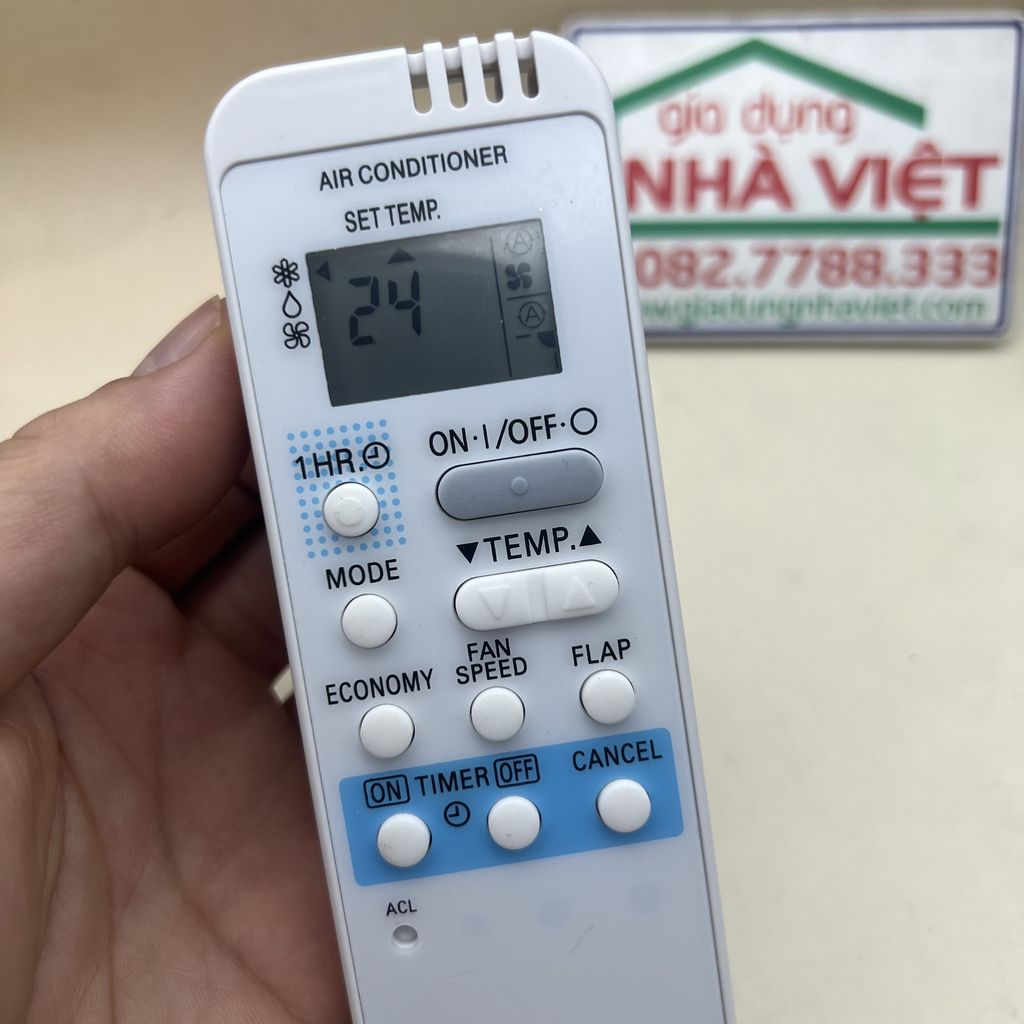 gia dụng
NHÀ VIỆT
082.7788.333
www.giadungnhaviet.com
AIR CONDITIONER
SET TEMP.
A
24
A
1HR.
ON·I/OFF·O
▼TEMP.▲
MODE
FAN
SPEED
FLAP
ECONOMY
ON TIMER OFF
CANCEL
ACL